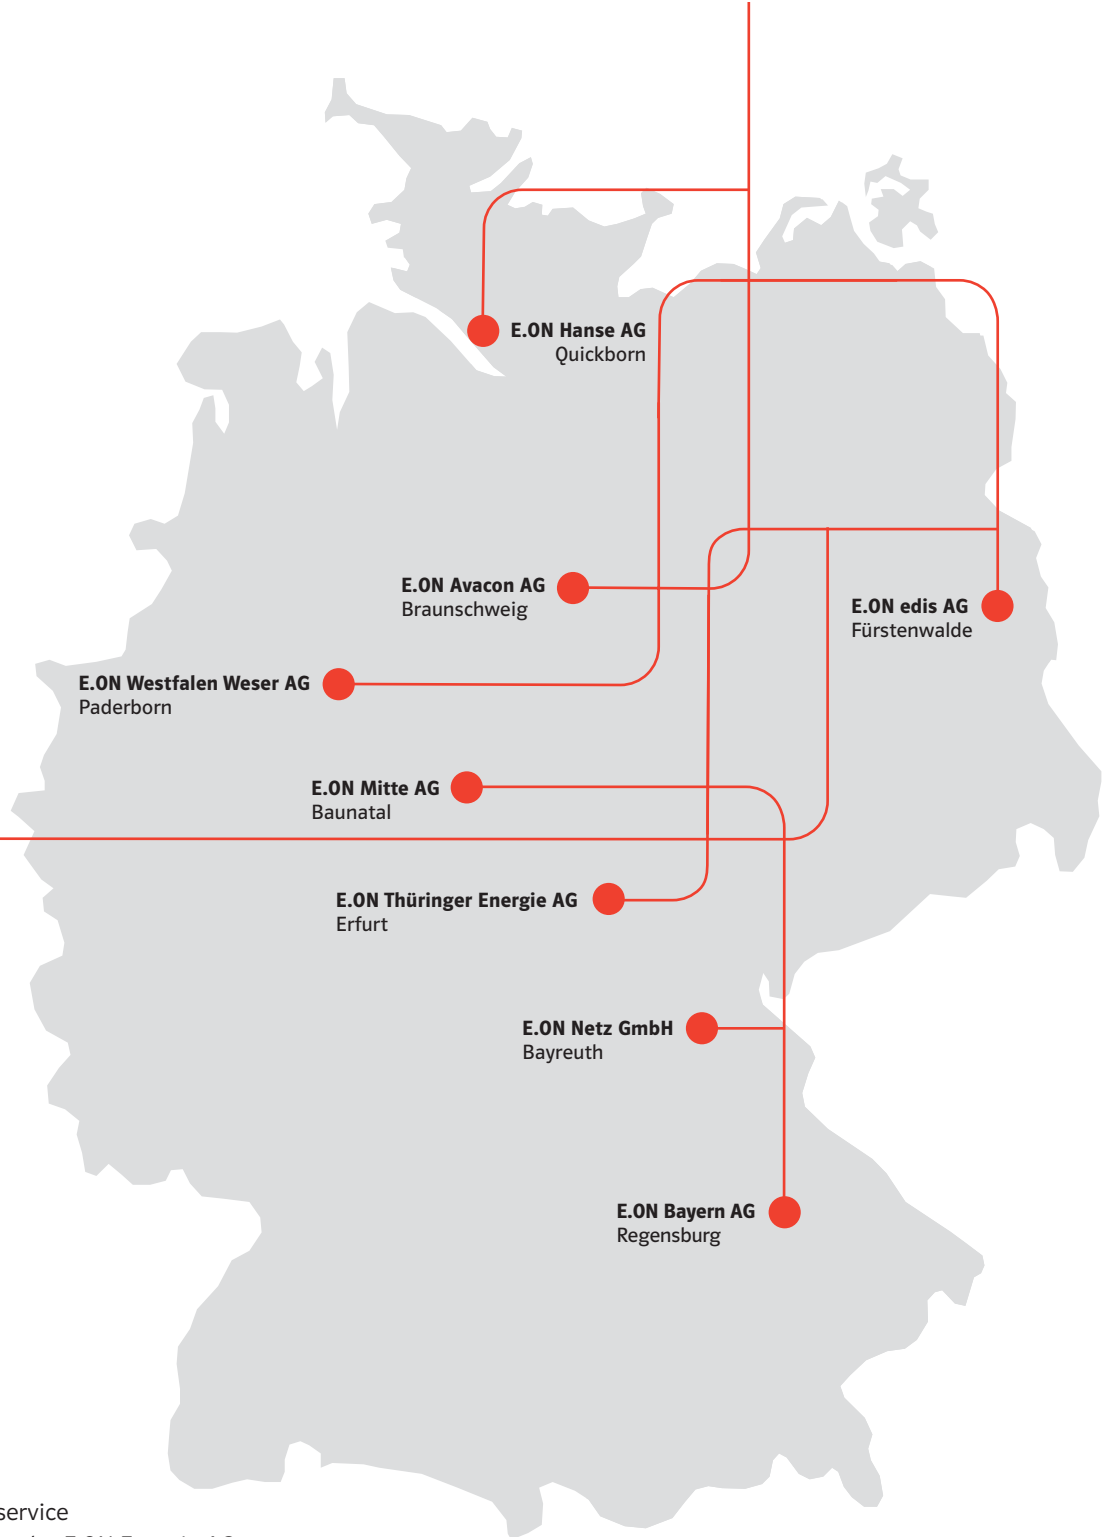 E.ON Hanse AG
Quickborn
E.ON Avacon AG
Braunschweig
E.ON edis AG
Fürstenwalde
E.ON Westfalen Weser AG
Paderborn
E.ON Mitte AG
Baunatal
E.ON Thüringer Energie AG
Erfurt
E.ON Netz GmbH
Bayreuth
E.ON Bayern AG
Regensburg
service